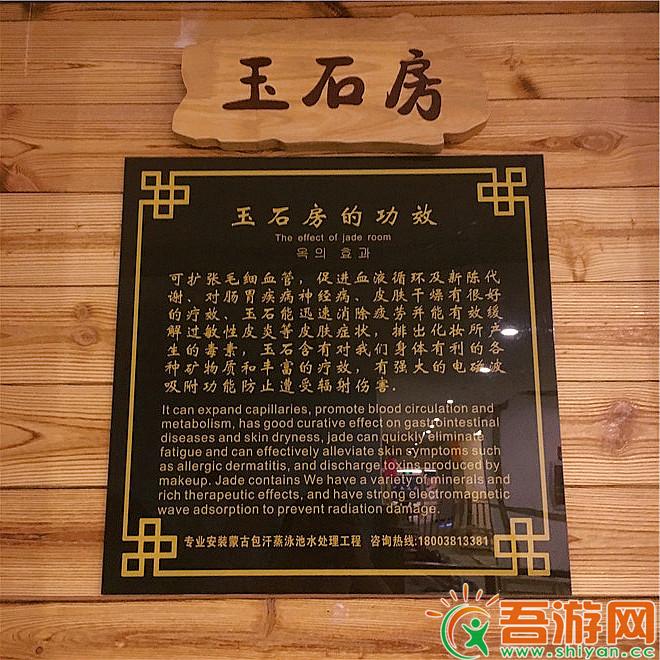 玉石房
玉石房的功效
The effect of jade room
옥의 효과
可扩张毛细血管，促进血液循环及新陈代
谢、对肠胃疾病神经病、皮肤干燥有很好
的疗效、玉石能迅速消除疲劳并能有效缓
解过敏性皮炎等皮肤症状，排出化妆所产
生的毒素，玉石含有对我们身体有利的各
种矿物质和丰富的疗效，有强大的电磁波
吸附功能防止遭受辐射伤害.
It can expand capillaries, promote blood circulation and
metabolism, has good curative effect on gastrointestinal
diseases and skin dryness, jade can quickly eliminate
fatigue and can effectively alleviate skin symptoms such
as allergic dermatitis, and discharge toxins produced by
makeup. Jade contains We have a variety of minerals and
rich therapeutic effects, and have strong electromagnetic
wave adsorption to prevent radiation damage.
专业安装蒙古包汗蒸泳池水处理工程 咨询热线:18003813381
吾游网
www.shiyan.cc